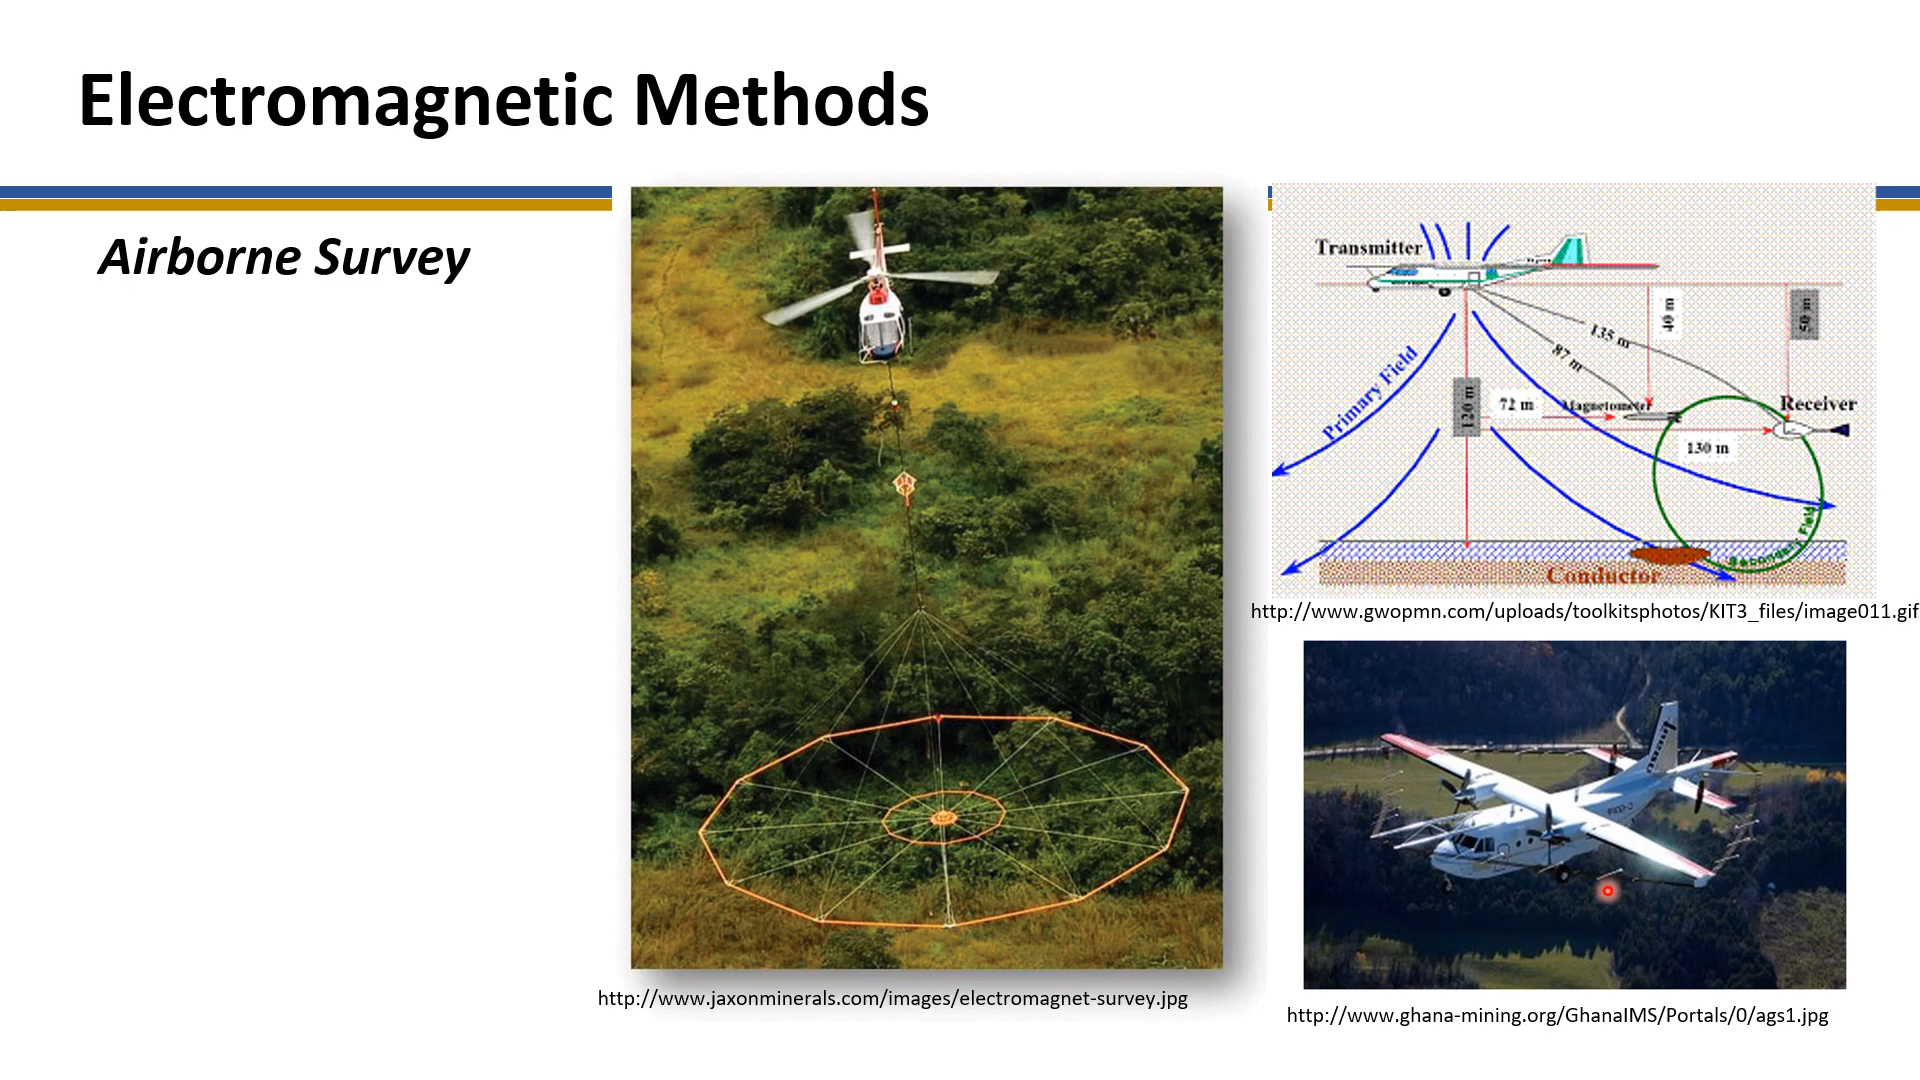 Electromagnetic Methods
Airborne Survey
Transmitter
40 m
50 m
135 m
87 m
Primary Field
120 m
72 m
Magnetometer
Receiver
130 m
Secondary Field
Conductor
http://www.gwopmn.com/uploads/toolkitsphotos/KIT3_files/image011.gif
http://www.jaxonminerals.com/images/electromagnet-survey.jpg
http://www.ghana-mining.org/GhanaIMS/Portals/0/ags1.jpg